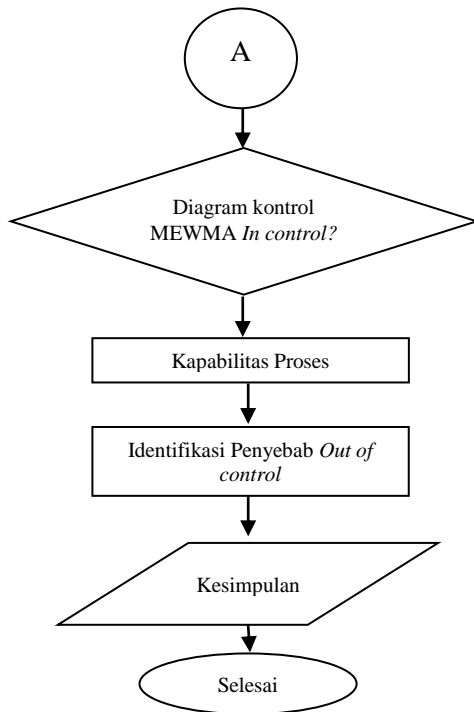 A
Diagram kontrol
MEWMA In control?
Kapabilitas Proses
Identifikasi Penyebab Out of
control
Kesimpulan
Selesai